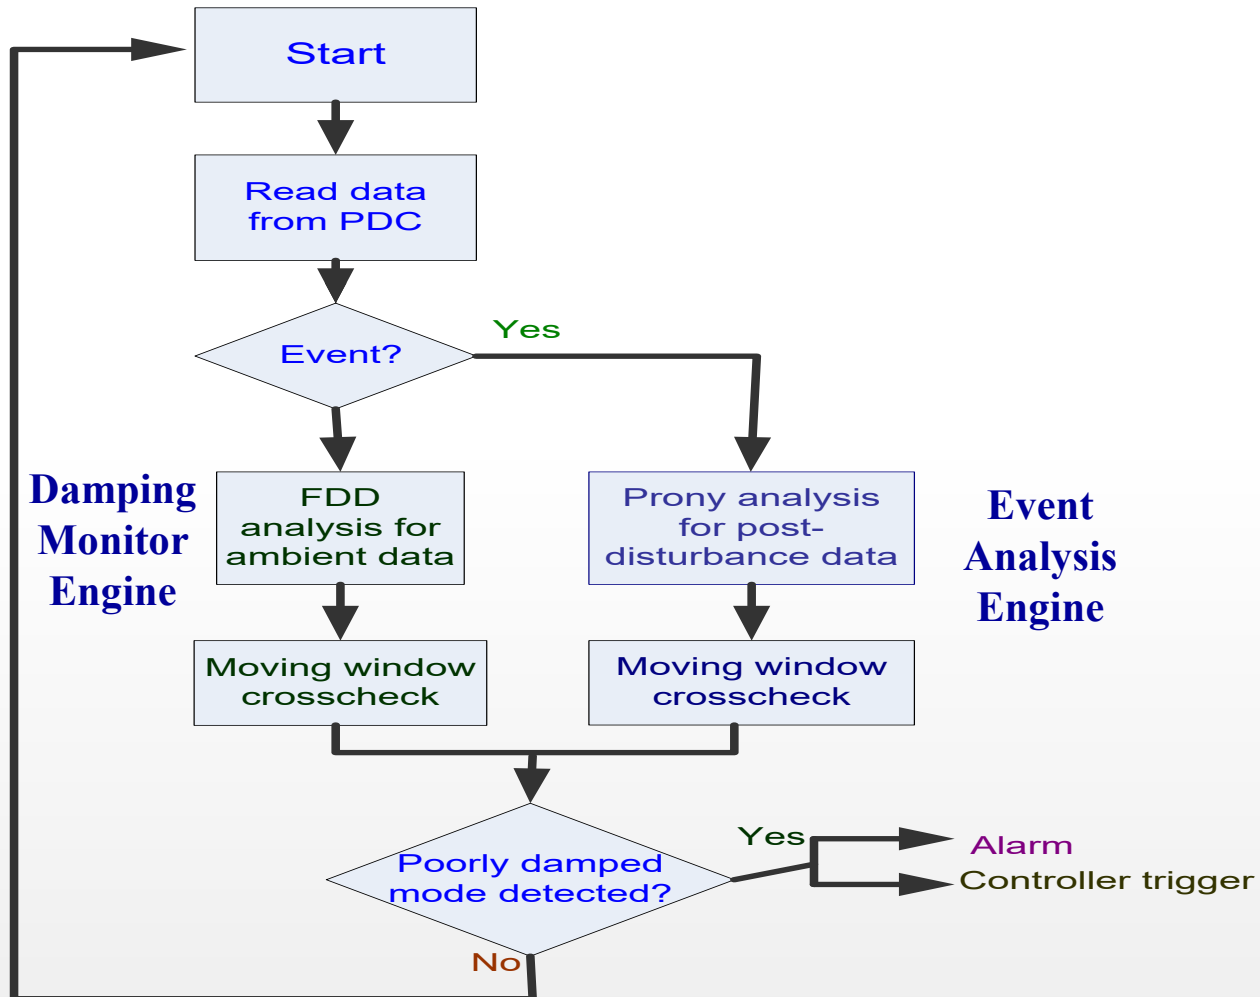 Start
Read data
from PDC
Yes
Event?
Damping
Monitor
Engine
FDD
analysis for
ambient data
Prony analysis
for post-
disturbance data
Event
Analysis
Engine
Moving window
crosscheck
Moving window
crosscheck
Poorly damped
mode detected?
Yes
Alarm
Controller trigger
No